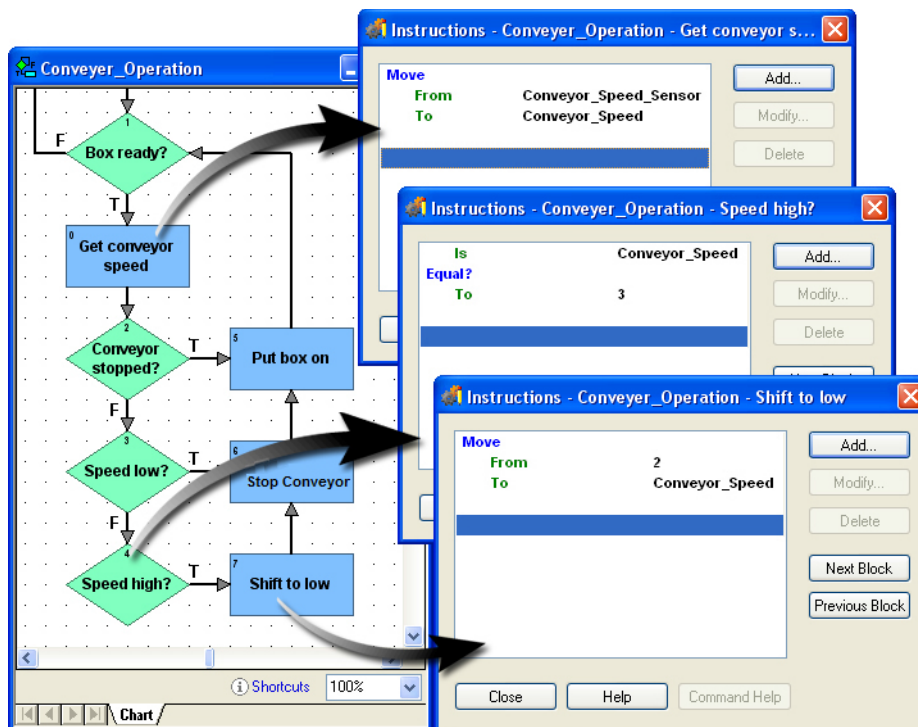 Conveyer_Operation
1
Box ready?
F
T
0
Get conveyor
speed
2
Conveyor
stopped?
T
5
Put box on
F
3
Speed low?
T
6
Stop Conveyor
F
4
Speed high?
T
7
Shift to low
Shortcuts 100%
Chart
Instructions - Conveyer_Operation - Get conveyor s...
Move
From Conveyor_Speed_Sensor
To Conveyor_Speed
Add...
Modify...
Delete
Instructions - Conveyer_Operation - Speed high?
Is Conveyor_Speed
Equal?
To 3
Add...
Modify...
Delete
Instructions - Conveyer_Operation - Shift to low
Move
From 2
To Conveyor_Speed
Add...
Modify...
Delete
Next Block
Previous Block
Close Help Command Help